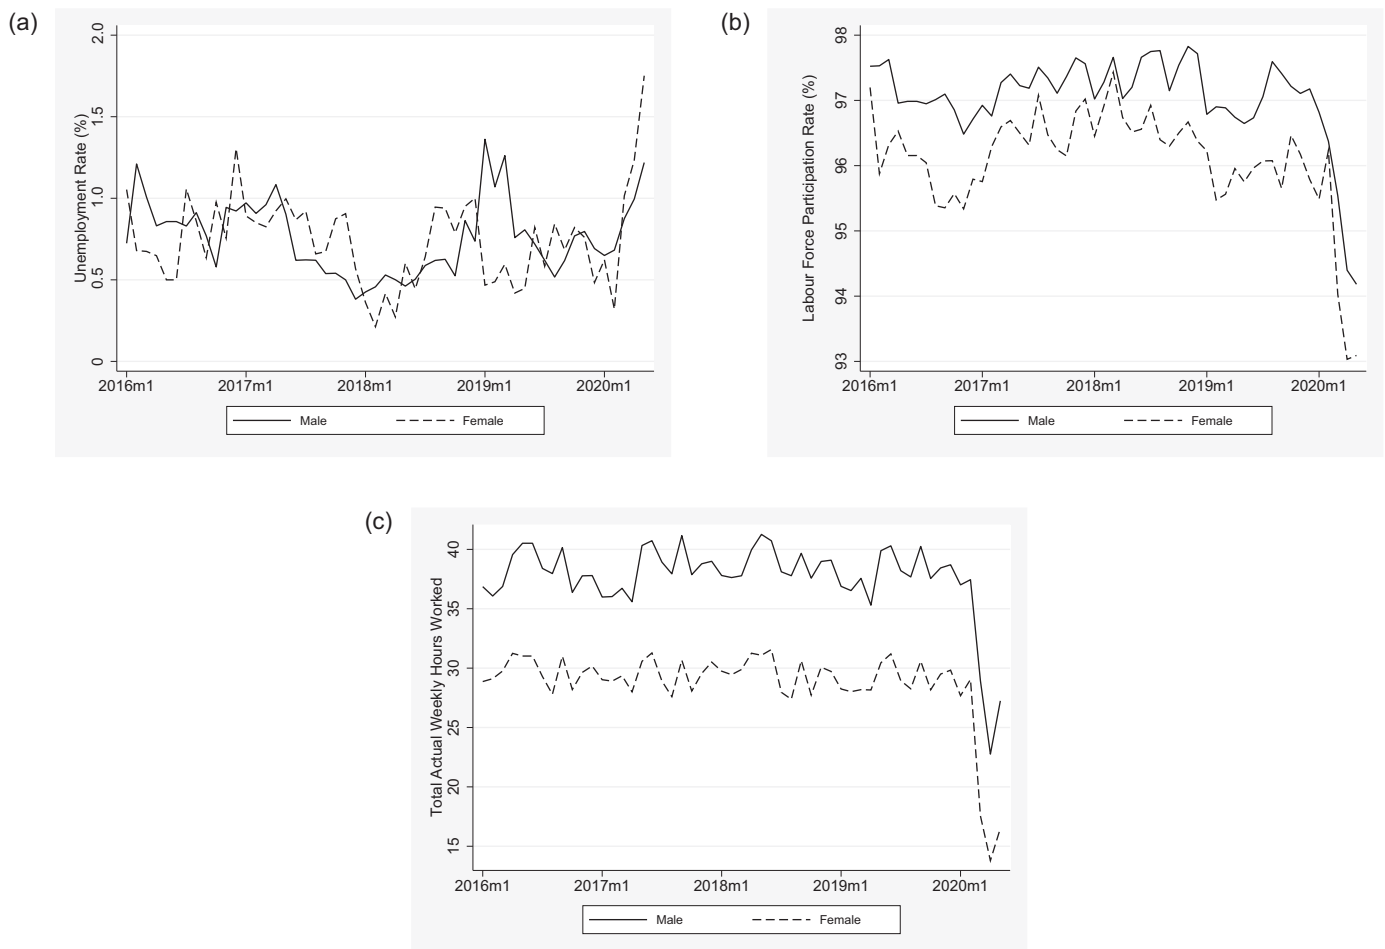 (a)
Unemployment Rate (%)
2.0
1.5
1.0
0.5
0
2016m1 2017m1 2018m1 2019m1 2020m1
Male Female
(b)
Labour Force Participation Rate (%)
98
97
96
95
94
93
2016m1 2017m1 2018m1 2019m1 2020m1
Male Female
(c)
Total Actual Weekly Hours Worked
40
35
30
25
20
15
2016m1 2017m1 2018m1 2019m1 2020m1
Male Female